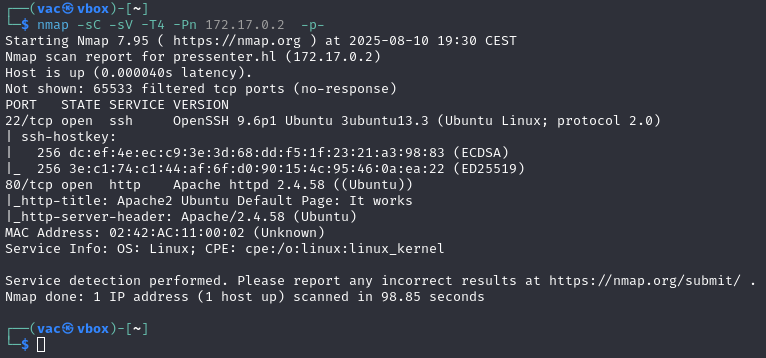 ┌──(vac㉿vbox)-[~]
└─$ nmap -sC -sV -T4 -Pn 172.17.0.2  -p-
Starting Nmap 7.95 ( https://nmap.org ) at 2025-08-10 19:30 CEST
Nmap scan report for pressenter.hl (172.17.0.2)
Host is up (0.000040s latency).
Not shown: 65533 filtered tcp ports (no-response)
PORT   STATE SERVICE VERSION
22/tcp open  ssh     OpenSSH 9.6p1 Ubuntu 3ubuntu13.3 (Ubuntu Linux; protocol 2.0)
| ssh-hostkey:
|   256 dc:ef:4e:ec:c9:3e:3d:68:dd:f5:1f:23:21:a3:98:83 (ECDSA)
|_  256 3e:c1:74:c1:44:af:6f:d0:90:15:4c:95:46:0a:ea:22 (ED25519)
80/tcp open  http    Apache httpd 2.4.58 ((Ubuntu))
|_http-title: Apache2 Ubuntu Default Page: It works
|_http-server-header: Apache/2.4.58 (Ubuntu)
MAC Address: 02:42:AC:11:00:02 (Unknown)
Service Info: OS: Linux; CPE: cpe:/o:linux:linux_kernel

Service detection performed. Please report any incorrect results at https://nmap.org/submit/ .
Nmap done: 1 IP address (1 host up) scanned in 98.85 seconds

┌──(vac㉿vbox)-[~]
└─$